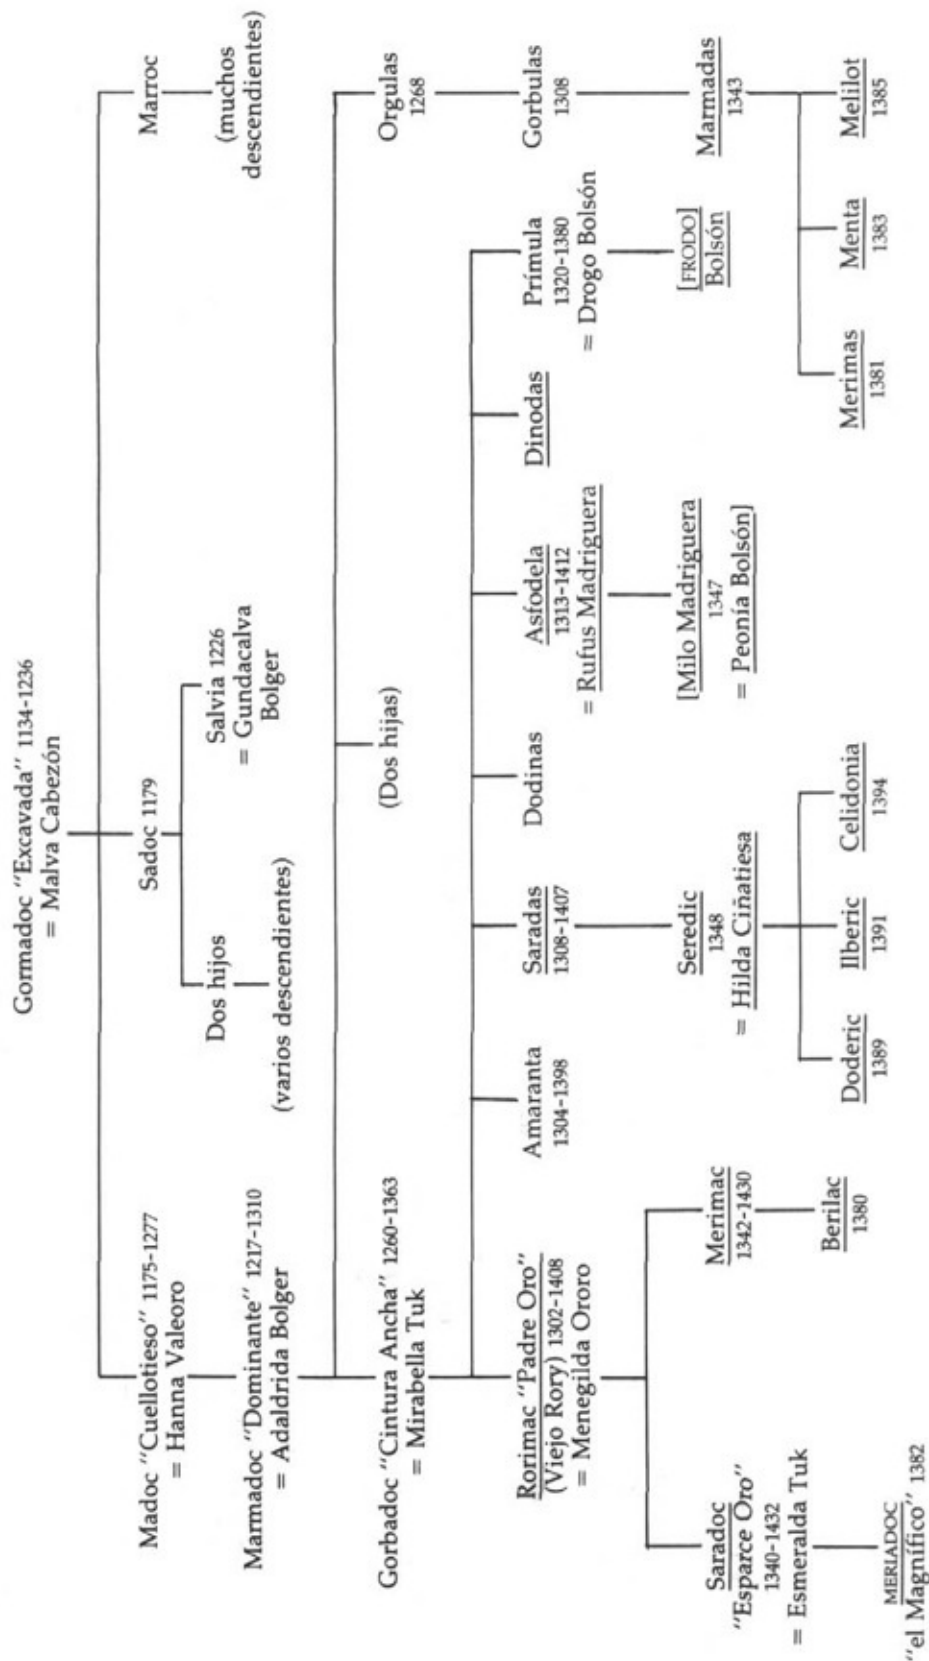 Gormadoc "Excavada" 1134-1236
= Malva Cabezón
Madoc "Cuellotieso" 1175-1277
= Hanna Valeoro
Sadoc 1179
Marroc
Dos hijos
Salvia 1226
= Gundacalva
Bolger
(muchos
descendientes)
(varios descendientes)
Marmadoc "Dominante" 1217-1310
= Adaldrida Bolger
Gorbadoc "Cintura Ancha" 1260-1363
= Mirabella Tuk
(Dos hijas)
Orgulas
1268
Rorimac "Padre Oro"
(Viejo Rory) 1302-1408
= Menegilda Ororo
Amaranta
1304-1398
Saradas
1308-1407
Dodinas
Asfodela
1313-1412
= Rufus Madriguera
Dinodas
Prímula
1320-1380
= Drogo Bolsón
Gorbulas
1308
Saradoc
"Esparce Oro"
1340-1432
= Esmeralda Tuk
Merimac
1342-1430
Seredic
1348
= Hilda Ciñatiesa
[Milo Madriguera
1347
= Peonía Bolsón]
[FRODO]
Bolsón
Marmadas
1343
MERIADOC
"el Magnífico" 1382
Berilac
1380
Doderic
1389
Ilberic
1391
Celidonia
1394
Merimas
1381
Menta
1383
Melilot
1385